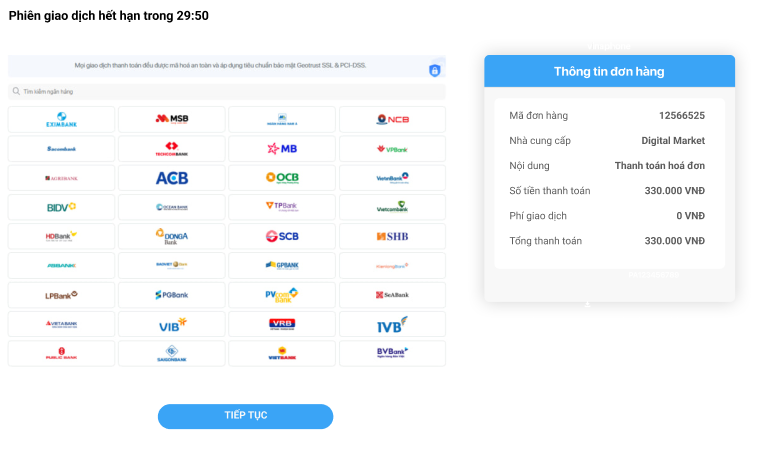 Phiên giao dịch hết hạn trong 29:50
Mọi giao dịch thanh toán đều được mã hoá an toàn và áp dụng tiêu chuẩn bảo mật Geotrust SSL & PCI-DSS.
Tìm kiếm ngân hàng
EXIMBANK
MSB
NCB
Sacombank
TECHCOMBANK
MB
VPBank
AGRIBANK
ACB
OCB
VietinBank
BIDV
OCEAN BANK
TPBank
Vietcombank
HDBank
DONGA Bank
SCB
SHB
ABBANK
BAOVIET Bank
GPBANK
KienlongBank
LPBank
PGBank
PVCOMBANK
SeABank
VIETABANK
VIB
VRB
IVB
PUBLIC BANK
SAIGONBANK
VIETBANK
BVBank
TIẾP TỤC
Thông tin đơn hàng
Mã đơn hàng 12566525
Nhà cung cấp Digital Market
Nội dung Thanh toán hoá đơn
Số tiền thanh toán 330.000 VNĐ
Phí giao dịch 0 VNĐ
Tổng thanh toán 330.000 VNĐ